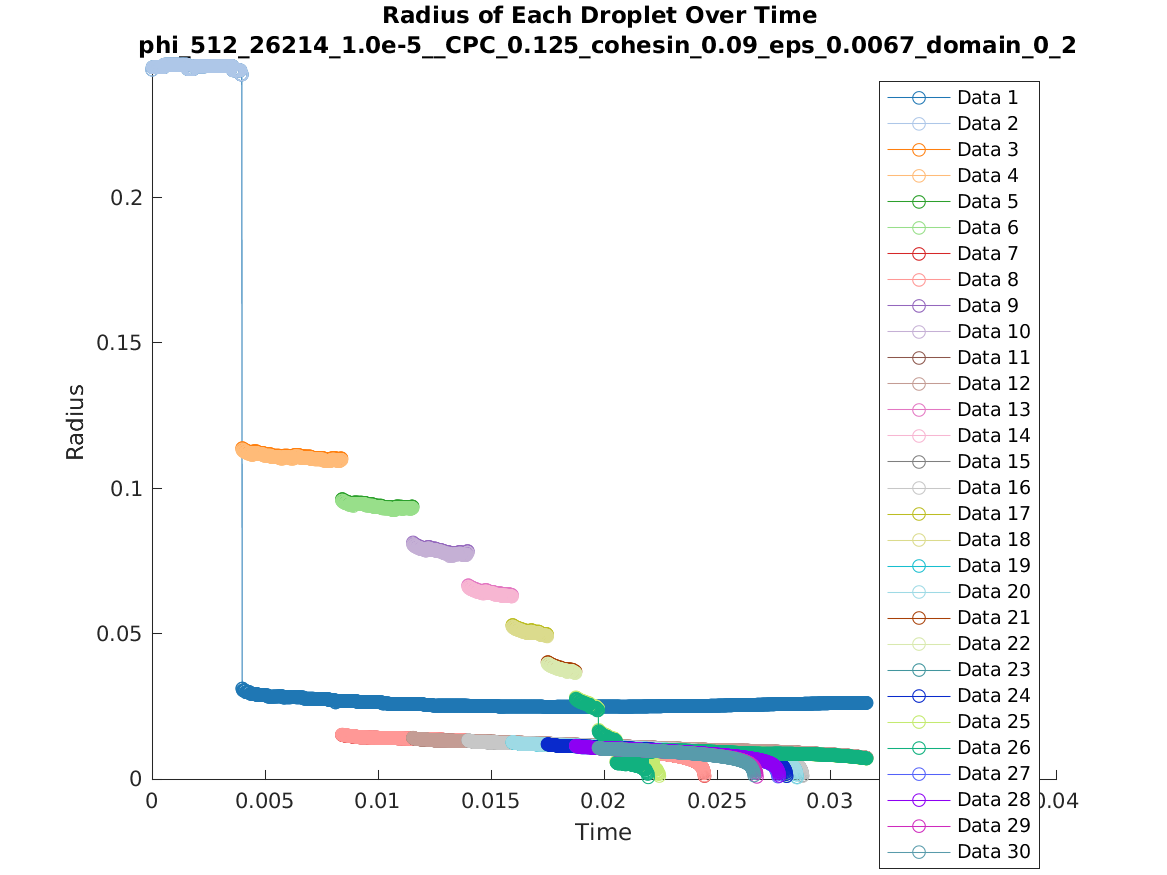 Radius of Each Droplet Over Time
phi_512_26214_1.0e-5__CPC_0.125_cohesin_0.09_eps_0.0067_domain_0_2
Radius
0.2
0.15
0.1
0.05
0
0
0.005
0.01
0.015
0.02
0.025
0.03
0.04
Time
Data 1
Data 2
Data 3
Data 4
Data 5
Data 6
Data 7
Data 8
Data 9
Data 10
Data 11
Data 12
Data 13
Data 14
Data 15
Data 16
Data 17
Data 18
Data 19
Data 20
Data 21
Data 22
Data 23
Data 24
Data 25
Data 26
Data 27
Data 28
Data 29
Data 30